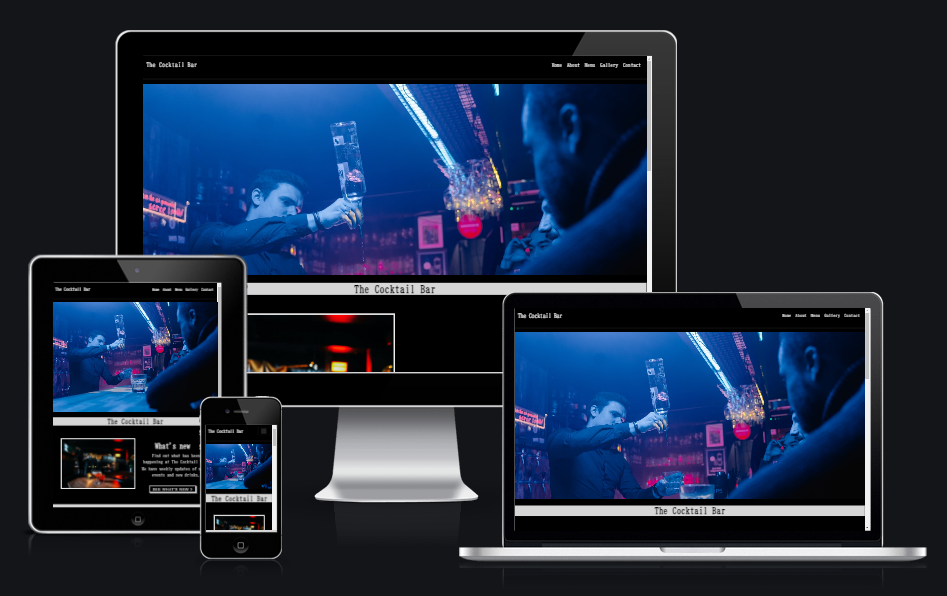 The Cocktail Bar
Home About Menu Gallery Contact
The Cocktail Bar
The Cocktail Bar
Home About Menu Gallery Contact
The Cocktail Bar
What's new
Find out what has been
happening at The Cocktail
We have weekly updates of
events and new drinks.
SEE WHAT'S NEW
The Cocktail Bar
The Cocktail Bar
The Cocktail Bar
Home About Menu Gallery Contact
The Cocktail Bar